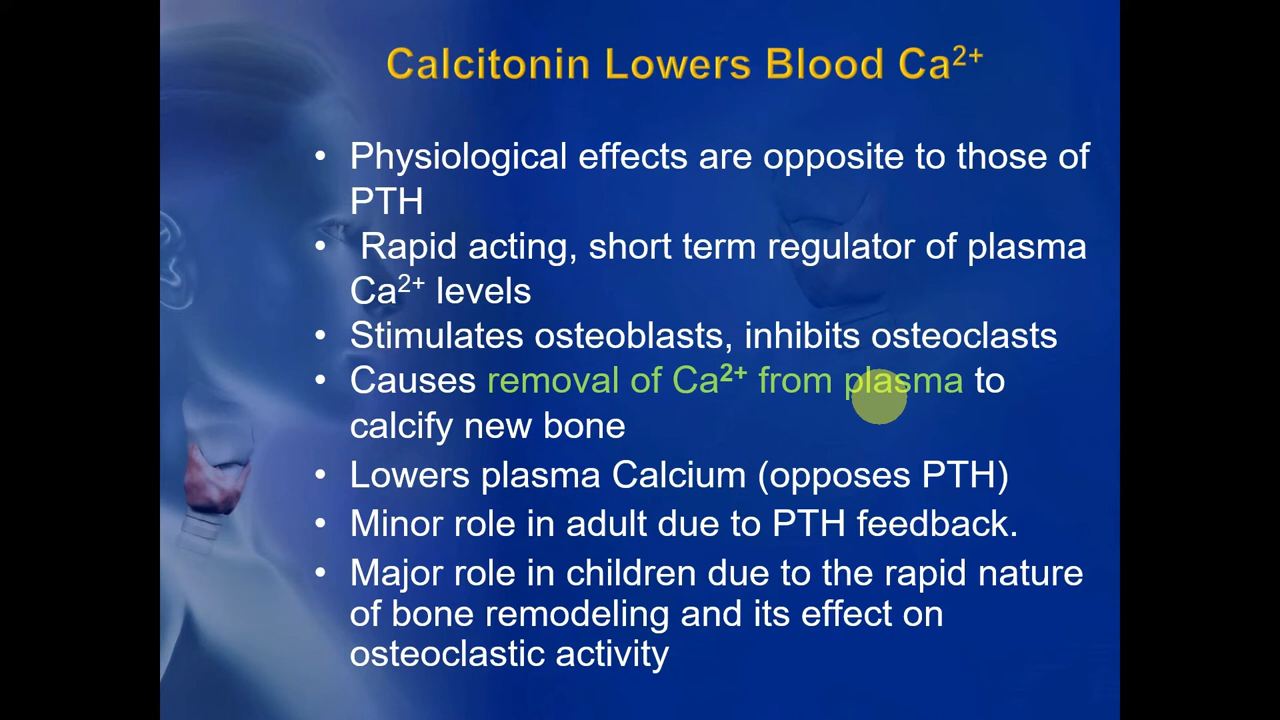 Calcitonin Lowers Blood Ca²⁺
• Physiological effects are opposite to those of
PTH
• Rapid acting, short term regulator of plasma
Ca²⁺ levels
• Stimulates osteoblasts, inhibits osteoclasts
• Causes removal of Ca²⁺ from plasma to
calcify new bone
• Lowers plasma Calcium (opposes PTH)
• Minor role in adult due to PTH feedback.
• Major role in children due to the rapid nature
of bone remodeling and its effect on
osteoclastic activity